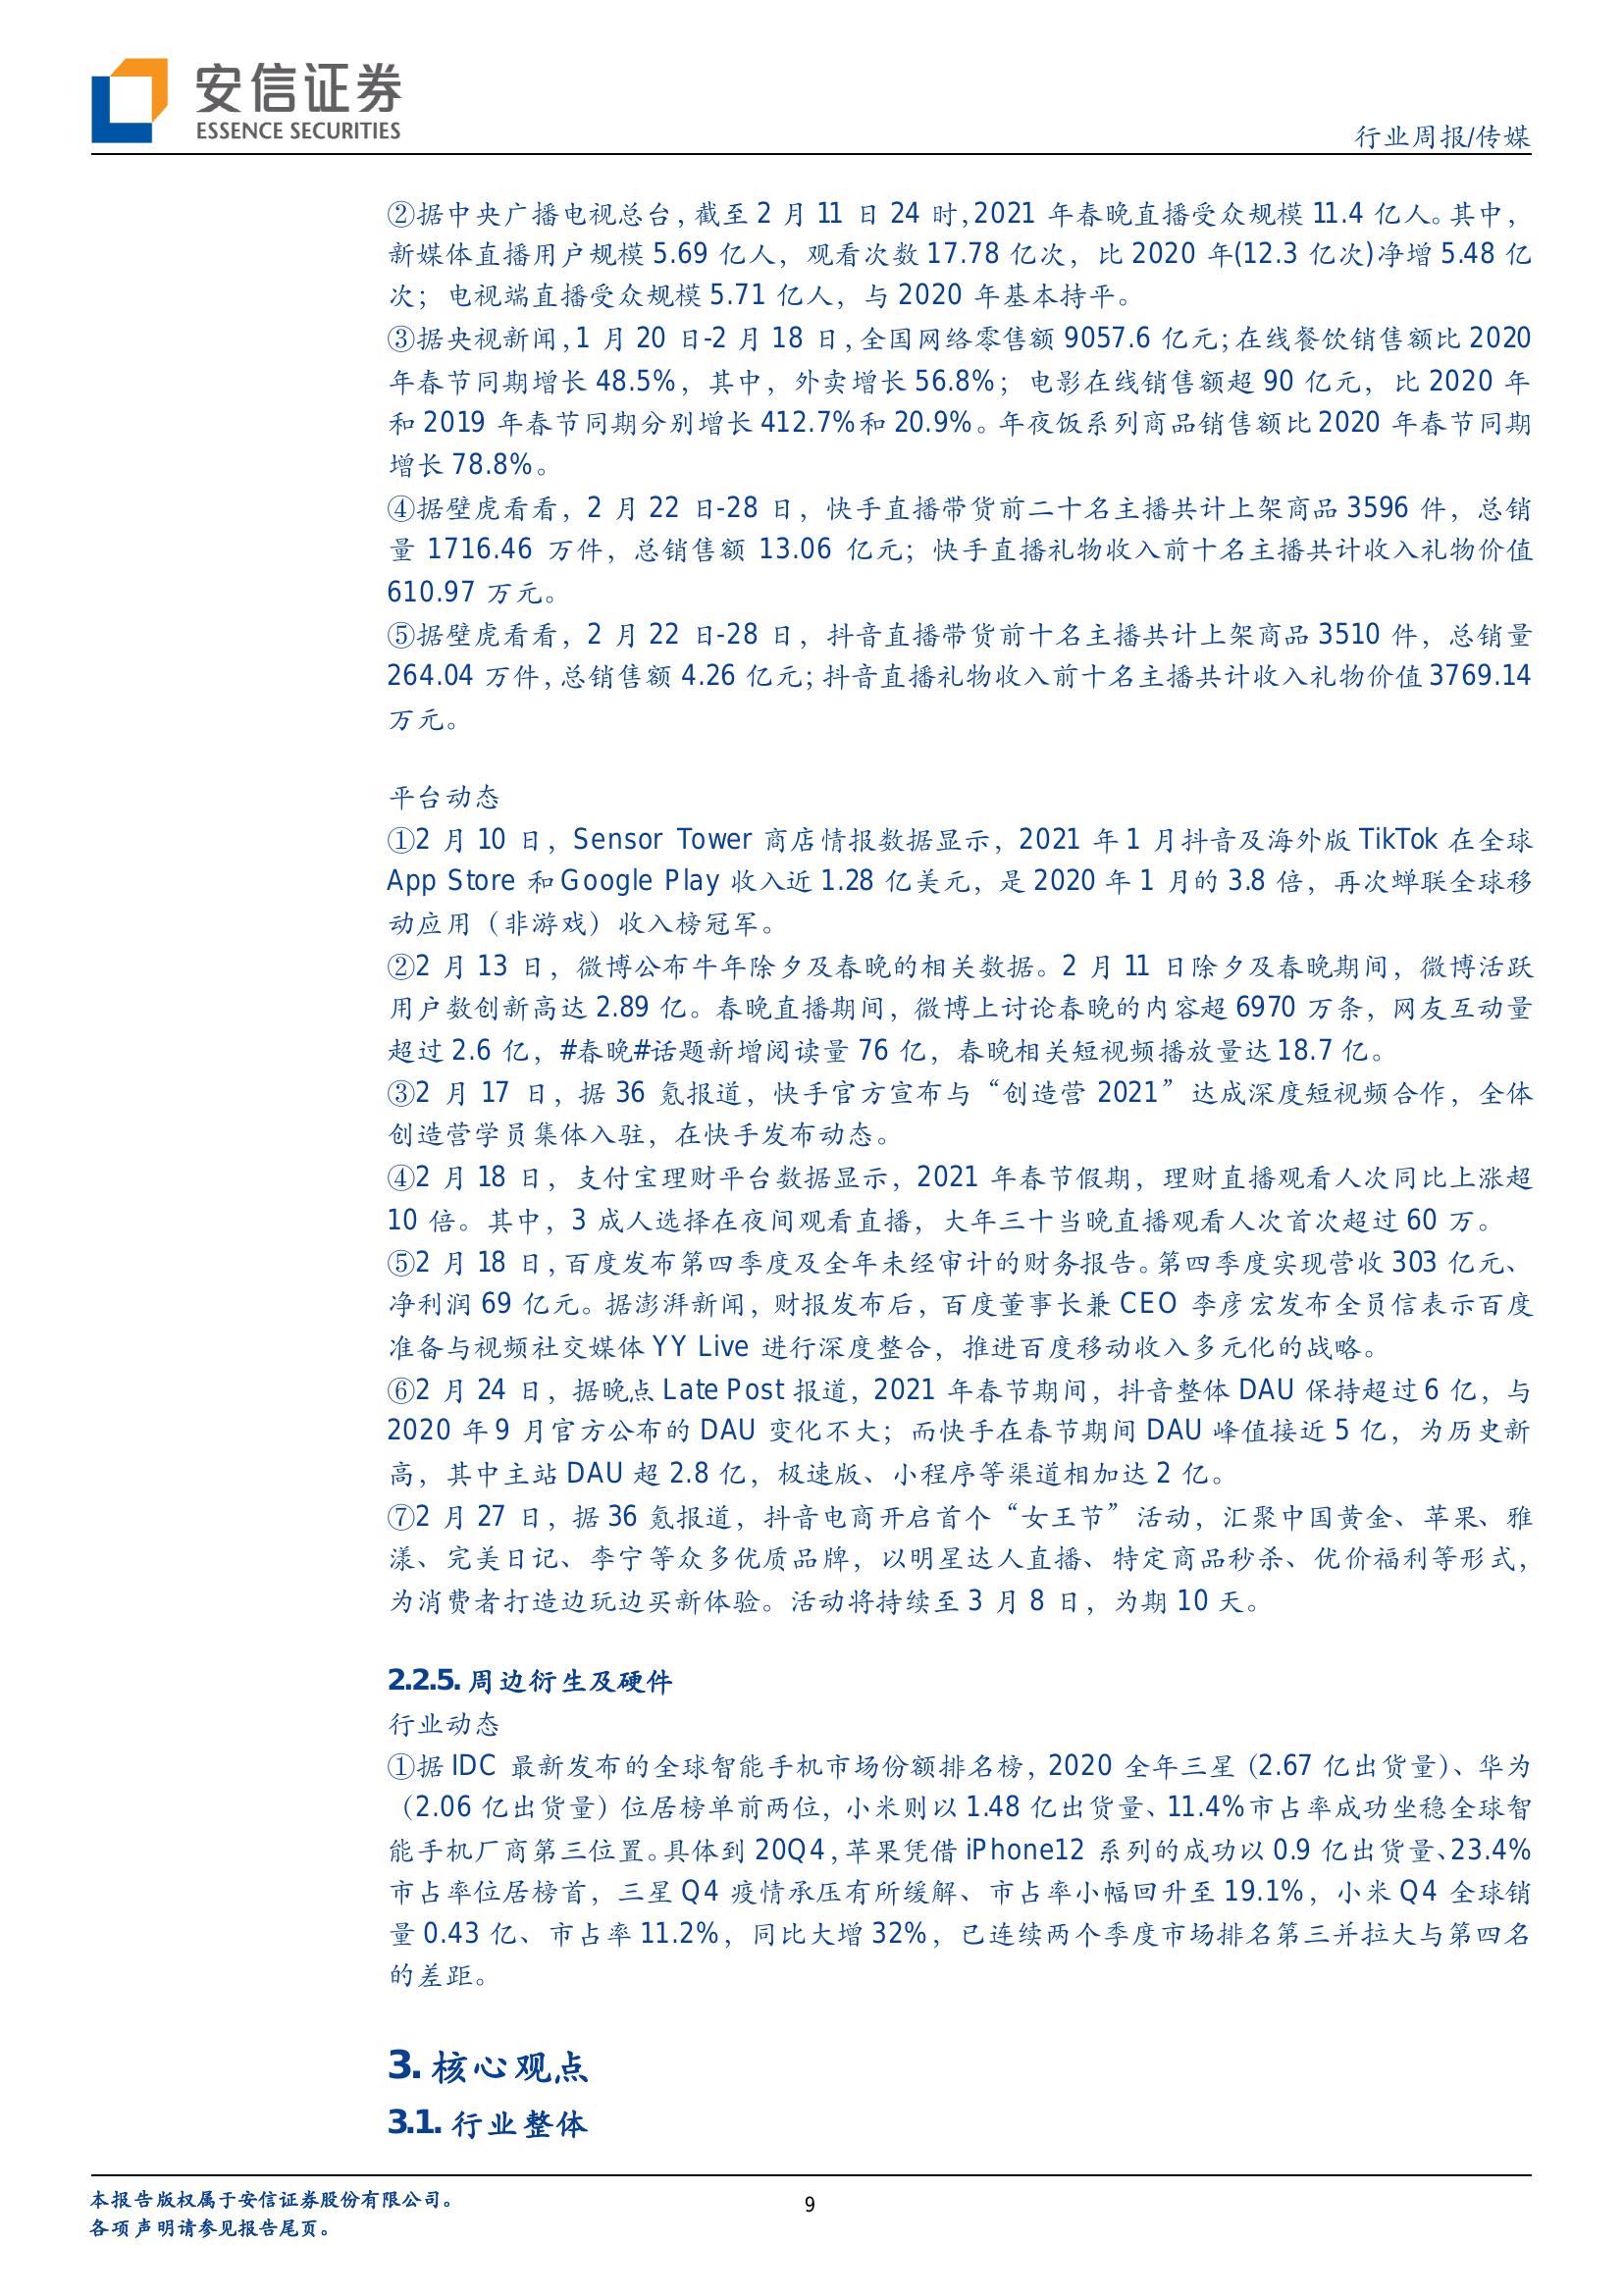 安信证券
ESSENCE SECURITIES
行业周报/传媒
②据中央广播电视总台，截至 2 月 11 日 24 时，2021 年春晚直播受众规模 11.4 亿人。其中，
新媒体直播用户规模 5.69 亿人，观看次数 17.78 亿次，比 2020 年(12.3 亿次)净增 5.48 亿
次；电视端直播受众规模 5.71 亿人，与 2020 年基本持平。
③据央视新闻，1 月 20 日-2 月 18 日，全国网络零售额 9057.6 亿元；在线餐饮销售额比 2020
年春节同期增长 48.5%，其中，外卖增长 56.8%；电影在线销售额超 90 亿元，比 2020 年
和 2019 年春节同期分别增长 412.7%和 20.9%。年夜饭系列商品销售额比 2020 年春节同期
增长 78.8%。
④据壁虎看看，2 月 22 日-28 日，快手直播带货前二十名主播共计上架商品 3596 件，总销
量 1716.46 万件，总销售额 13.06 亿元；快手直播礼物收入前十名主播共计收入礼物价值
610.97 万元。
⑤据壁虎看看，2 月 22 日-28 日，抖音直播带货前十名主播共计上架商品 3510 件，总销量
264.04 万件，总销售额 4.26 亿元；抖音直播礼物收入前十名主播共计收入礼物价值 3769.14
万元。
平台动态
①2 月 10 日，Sensor Tower 商店情报数据显示，2021 年 1 月抖音及海外版 TikTok 在全球
App Store 和 Google Play 收入近 1.28 亿美元，是 2020 年 1 月的 3.8 倍，再次蝉联全球移
动应用（非游戏）收入榜冠军。
②2 月 13 日，微博公布牛年除夕及春晚的相关数据。2 月 11 日除夕及春晚期间，微博活跃
用户数创新高达 2.89 亿。春晚直播期间，微博上讨论春晚的内容超 6970 万条，网友互动量
超过 2.6 亿，#春晚#话题新增阅读量 76 亿，春晚相关短视频播放量达 18.7 亿。
③2 月 17 日，据 36 氪报道，快手官方宣布与“创造营 2021”达成深度短视频合作，全体
创造营学员集体入驻，在快手发布动态。
④2 月 18 日，支付宝理财平台数据显示，2021 年春节假期，理财直播观看人次同比上涨超
10 倍。其中，3 成人选择在夜间观看直播，大年三十当晚直播观看人次首次超过 60 万。
⑤2 月 18 日，百度发布第四季度及全年未经审计的财务报告。第四季度实现营收 303 亿元、
净利润 69 亿元。据澎湃新闻，财报发布后，百度董事长兼 CEO 李彦宏发布全员信表示百度
准备与视频社交媒体 YY Live 进行深度整合，推进百度移动收入多元化的战略。
⑥2 月 24 日，据晚点 Late Post 报道，2021 年春节期间，抖音整体 DAU 保持超过 6 亿，与
2020 年 9 月官方公布的 DAU 变化不大；而快手在春节期间 DAU 峰值接近 5 亿，为历史新
高，其中主站 DAU 超 2.8 亿，极速版、小程序等渠道相加达 2 亿。
⑦2 月 27 日，据 36 氪报道，抖音电商开启首个“女王节”活动，汇聚中国黄金、苹果、雅
漾、完美日记、李宁等众多优质品牌，以明星达人直播、特定商品秒杀、优价福利等形式，
为消费者打造边玩边买新体验。活动将持续至 3 月 8 日，为期 10 天。
2.2.5. 周边衍生及硬件
行业动态
①据 IDC 最新发布的全球智能手机市场份额排名榜，2020 全年三星（2.67 亿出货量）、华为
（2.06 亿出货量）位居榜单前两位，小米则以 1.48 亿出货量、11.4%市占率成功坐稳全球智
能手机厂商第三位置。具体到 20Q4，苹果凭借 iPhone12 系列的成功以 0.9 亿出货量、23.4%
市占率位居榜首，三星 Q4 疫情承压有所缓解、市占率小幅回升至 19.1%，小米 Q4 全球销
量 0.43 亿、市占率 11.2%，同比大增 32%，已连续两个季度市场排名第三并拉大与第四名
的差距。
3. 核心观点
3.1. 行业整体
本报告版权属于安信证券股份有限公司。
各项声明请参见报告尾页。
9